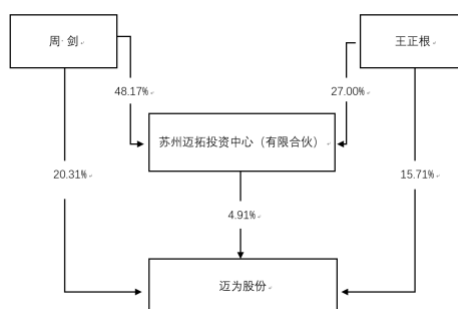 周 剑
王正根
48.17%
27.00%
苏州迈拓投资中心（有限合伙）
20.31%
15.71%
4.91%
迈为股份